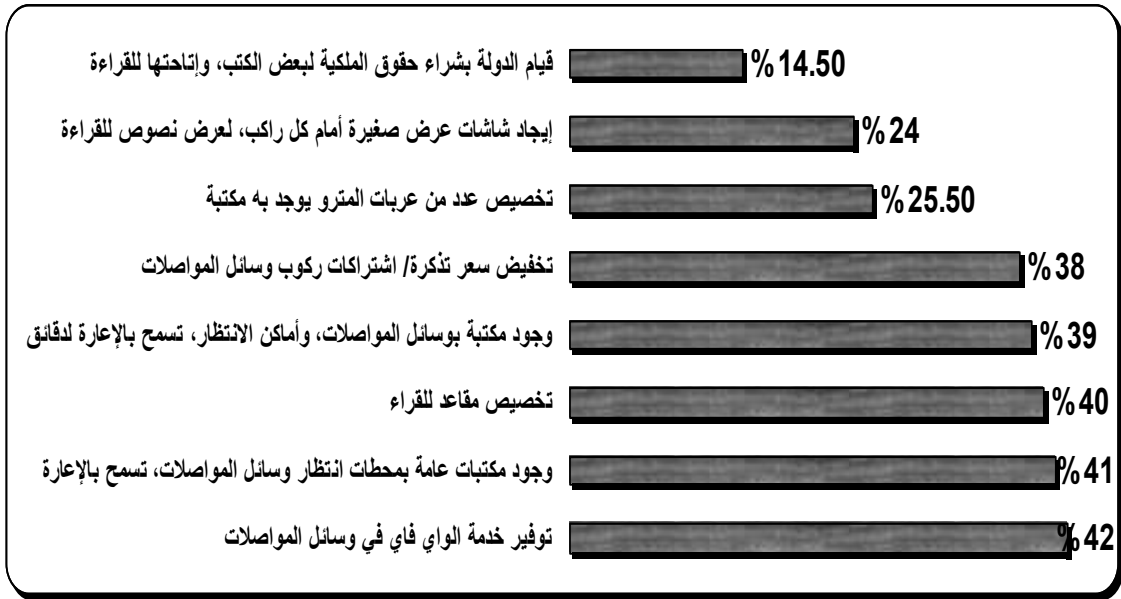 قيام الدولة بشراء حقوق الملكية لبعض الكتب، وإتاحتها للقراءة %14.50
إيجاد شاشات عرض صغيرة أمام كل راكب، لعرض نصوص للقراءة %24
تخصيص عدد من عربات المترو يوجد به مكتبة %25.50
تخفيض سعر تذكرة/ اشتراكات ركوب وسائل المواصلات %38
وجود مكتبة بوسائل المواصلات، وأماكن الانتظار، تسمح بالإعارة لدقائق %39
تخصيص مقاعد للقراء %40
وجود مكتبات عامة بمحطات انتظار وسائل المواصلات، تسمح بالإعارة %41
توفير خدمة الواي فاي في وسائل المواصلات %42